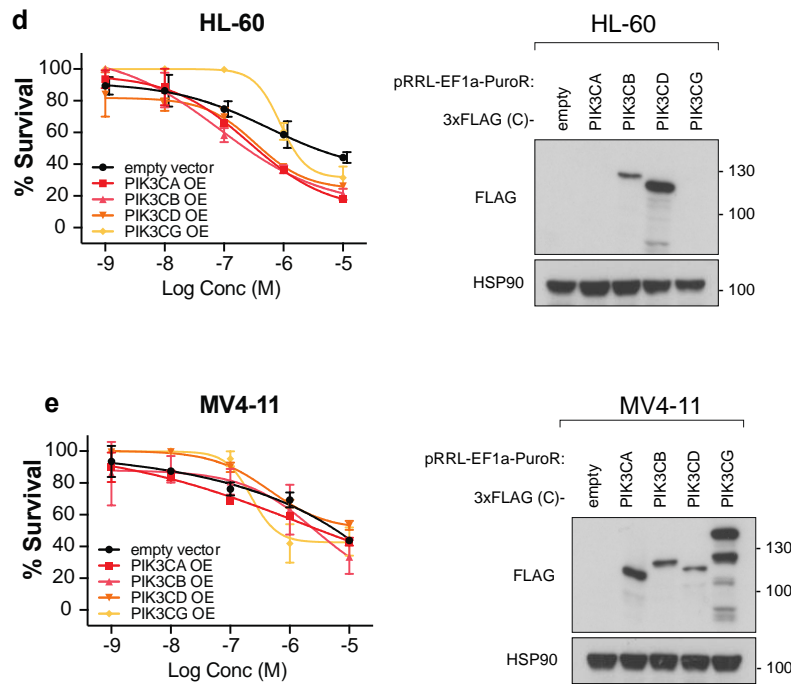 d
HL-60
100
80
60
40
20
0
% Survival
empty vector
PIK3CA OE
PIK3CB OE
PIK3CD OE
PIK3CG OE
-9 -8 -7 -6 -5
Log Conc (M)
HL-60
pRRL-EF1a-PuroR:
3xFLAG (C)-
empty
PIK3CA
PIK3CB
PIK3CD
PIK3CG
FLAG
130
100
HSP90
100
e
MV4-11
100
80
60
40
20
0
% Survival
empty vector
PIK3CA OE
PIK3CB OE
PIK3CD OE
PIK3CG OE
-9 -8 -7 -6 -5
Log Conc (M)
MV4-11
pRRL-EF1a-PuroR:
3xFLAG (C)-
empty
PIK3CA
PIK3CB
PIK3CD
PIK3CG
FLAG
130
100
HSP90
100